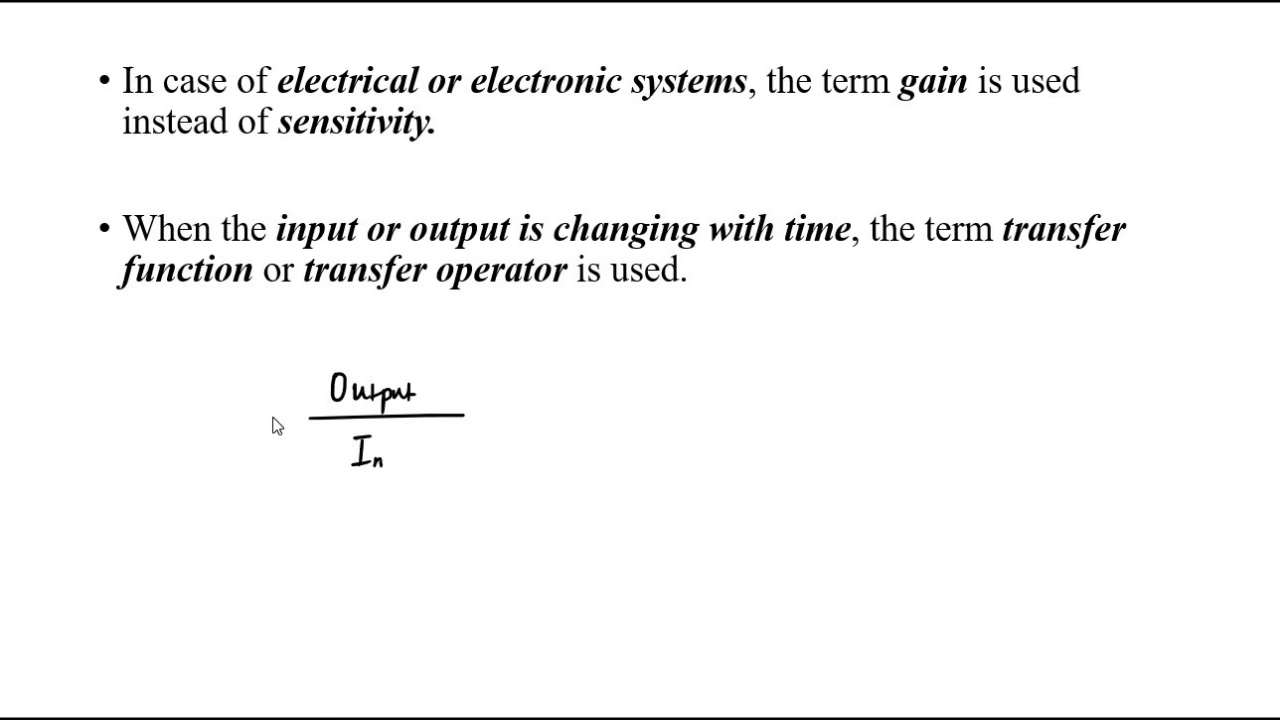 • In case of electrical or electronic systems, the term gain is used
instead of sensitivity.
• When the input or output is changing with time, the term transfer
function or transfer operator is used.
Output
In